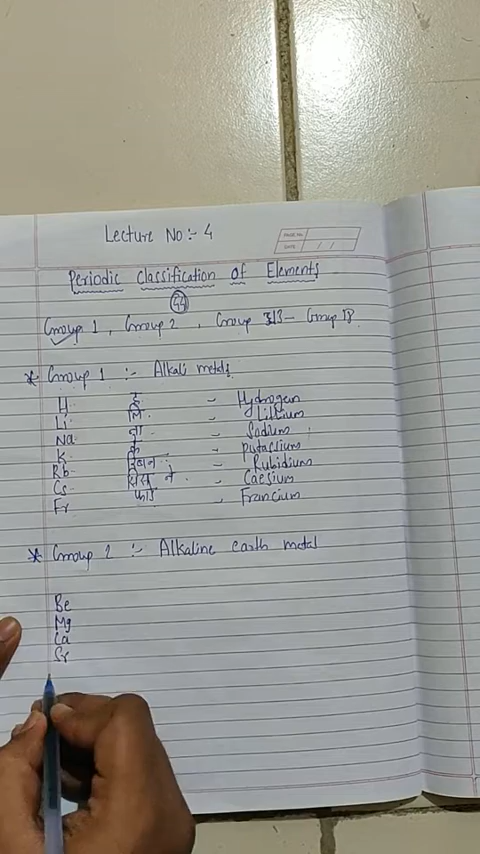 Lecture No:- 4
PAGE NO.
DATE / /
Periodic Classification of Elements
44
Group 1, Group 2, Group 13 - Group 18
* Group 1 :- Alkali metals
H - Hydrogen
Li लि - Lithium
Na ना - Sodium
K के - Putassium
Rb - Rubidium
Cs ने - Caesium
Fr - Francium
* Group 2 :- Alkaline earth metal
Be
Mg
Ca
Sr